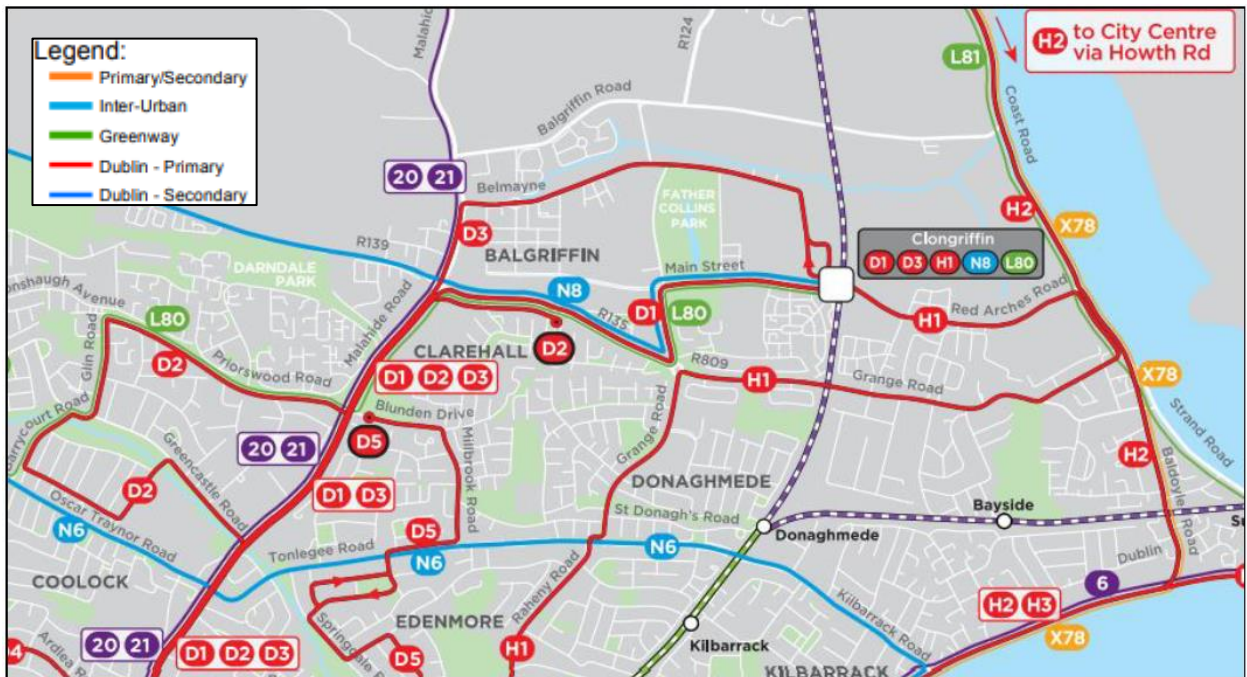 Legend:
Primary/Secondary
Inter-Urban
Greenway
Dublin - Primary
Dublin - Secondary
Malahide
R124
L81
H2 to City Centre
via Howth Rd
Coast Road
Balgriffin Road
20 21
Belmayne
FATHER
COLLINS
PARK
H2
X78
D3
R139
BALGRIFFIN
Clongriffin
D1 D3 H1 N8 L80
DARNDALE
PARK
Main Street
N8
onshaugh Avenue
Malahide Road
D1
L80
R135
H1
Red Arches Road
L80
Glin Road
D2
CLAREHALL
D2
R809
Priorswood Road
D1 D2 D3
H1
Grange Road
X78
Blunden Drive
Strand Road
D5
Millbrook Road
Grange Road
20 21
Greencastle Road
H2
Baldoyle Road
D2
D1 D3
DONAGHMEDE
Oscar Traynor Road
St Donagh's Road
Bayside
N6
D5
Donaghmede
Tonlegee Road
N6
N6
Dublin
COOLOCK
Raheny Road
6
Kilbarrack Road
H2 H3
EDENMORE
X78
Springdale
Kilbarrack
20 21
D1 D2 D3
D5
H1
KILBARRACK